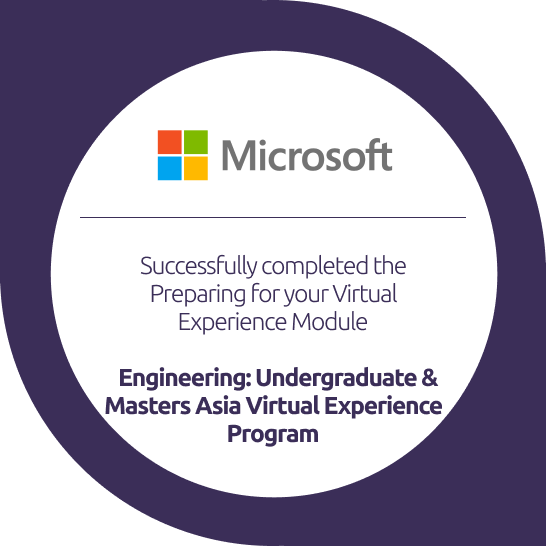 Microsoft
Successfully completed the
Preparing for your Virtual
Experience Module
Engineering: Undergraduate &
Masters Asia Virtual Experience
Program